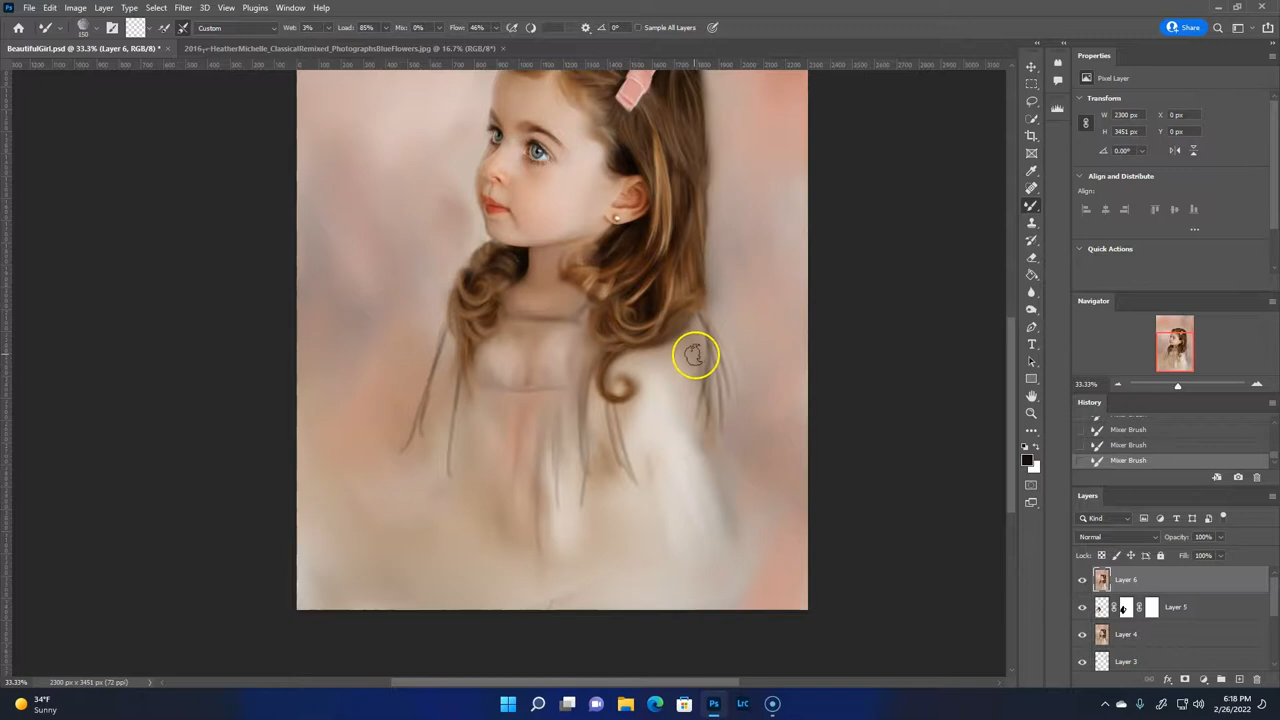 File Edit Image Layer Type Select Filter 3D View Plugins Window Help
150 Custom Wet: 3% Load: 85% Mix: 0% Flow: 46% 0° Sample All Layers Share
BeautifulGirl.psd @ 33.3% (Layer 6, RGB/8) *
Properties
Pixel Layer
Transform
W 2300 px X 0 px
H 3451 px Y 0 px
0.00°
Align and Distribute
Align:
Quick Actions
Navigator
33.33%
History
Mixer Brush
Mixer Brush
Mixer Brush
Layers
Kind
Normal Opacity: 100%
Lock: Fill: 100%
Layer 6
Layer 5
Layer 4
Layer 3
33.33% 2300 px x 3451 px (72 ppi)
34°F
Sunny
Ps Lrc
6:18 PM
2/26/2022